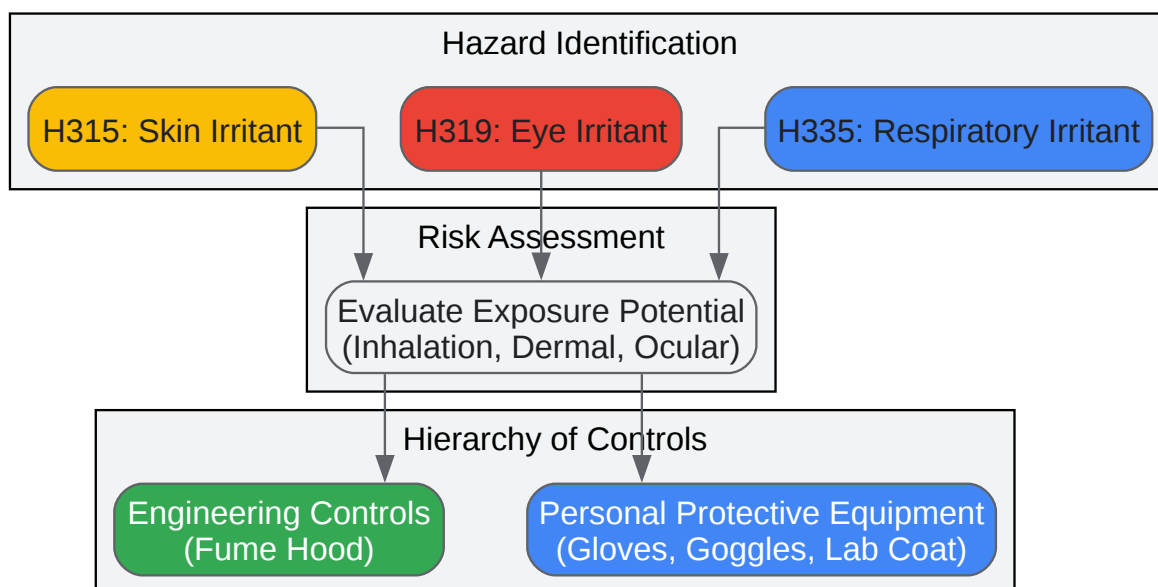 Hazard Identification
H315: Skin Irritant
H319: Eye Irritant
H335: Respiratory Irritant
Risk Assessment
Evaluate Exposure Potential
(Inhalation, Dermal, Ocular)
Hierarchy of Controls
Engineering Controls
(Fume Hood)
Personal Protective Equipment
(Gloves, Goggles, Lab Coat)